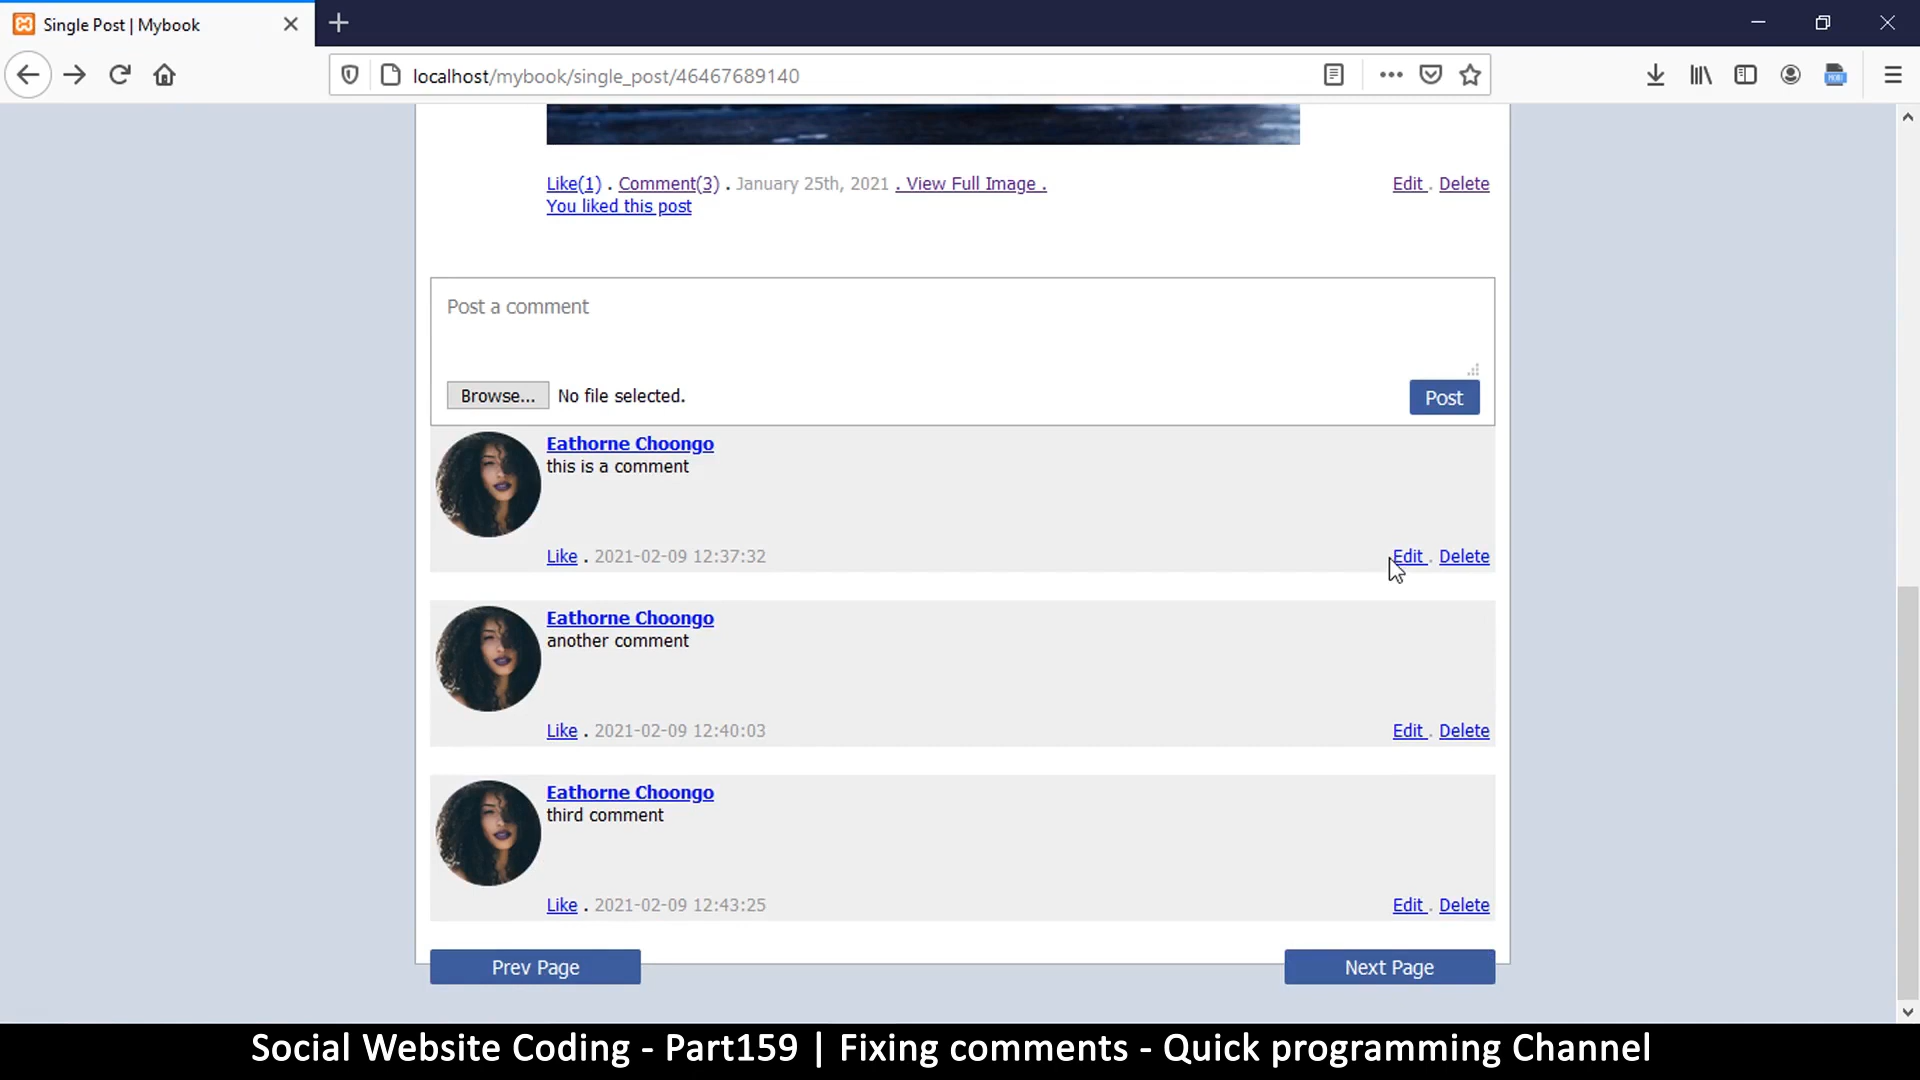 Single Post | Mybook
localhost/mybook/single_post/46467689140
Like(1) . Comment(3) . January 25th, 2021 . View Full Image . Edit . Delete
You liked this post
Post a comment
Browse... No file selected. Post
Eathorne Choongo
this is a comment
Like . 2021-02-09 12:37:32 Edit . Delete
Eathorne Choongo
another comment
Like . 2021-02-09 12:40:03 Edit . Delete
Eathorne Choongo
third comment
Like . 2021-02-09 12:43:25 Edit . Delete
Prev Page Next Page
Social Website Coding - Part159 | Fixing comments - Quick programming Channel